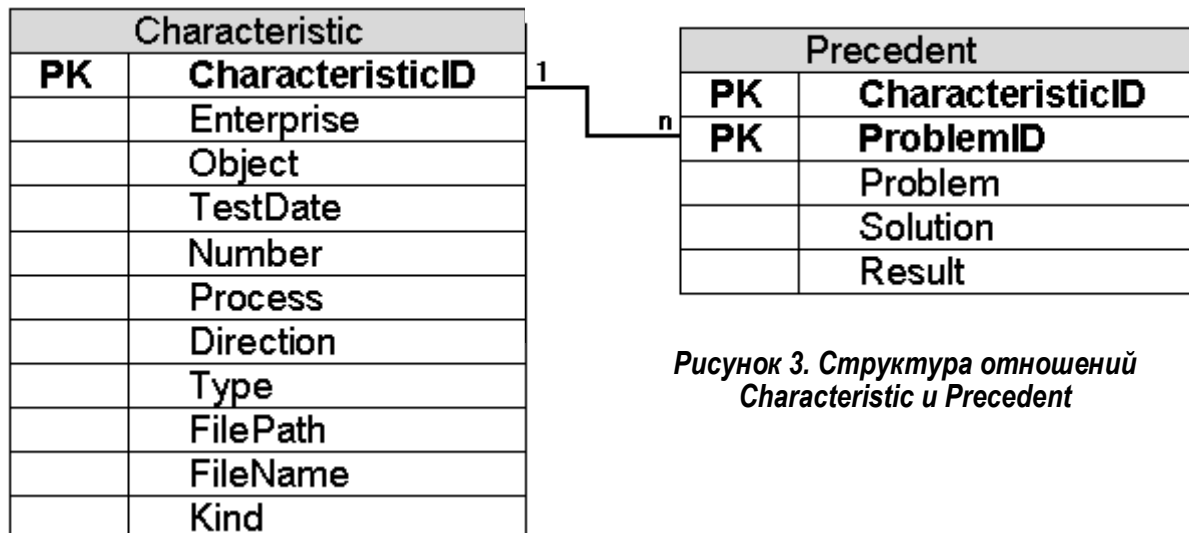 Characteristic
PK CharacteristicID
Enterprise
Object
TestDate
Number
Process
Direction
Type
FilePath
FileName
Kind
1
n
Precedent
PK CharacteristicID
PK ProblemID
Problem
Solution
Result
Рисунок 3. Структура отношений
Characteristic и Precedent